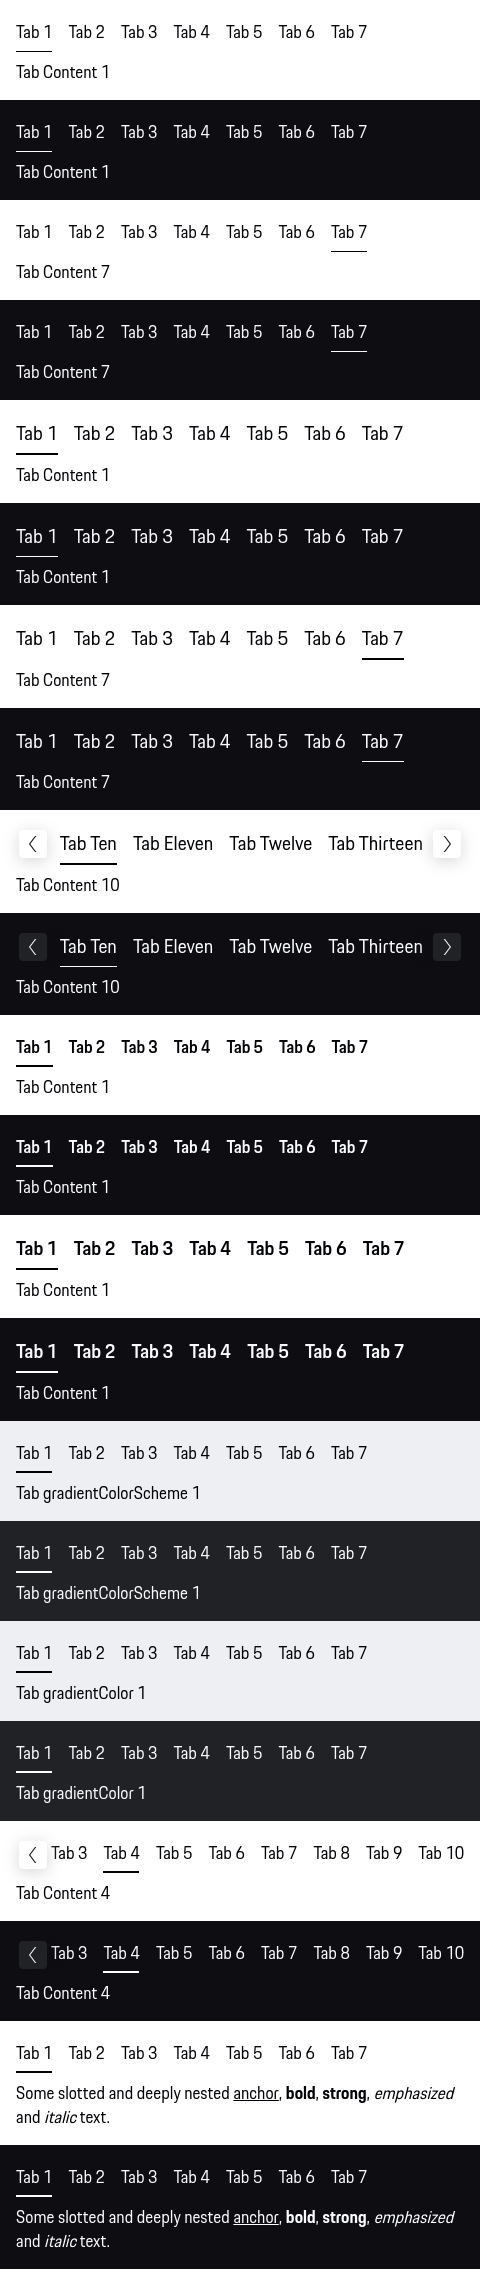 Tab 1 Tab 2 Tab 3 Tab 4 Tab 5 Tab 6 Tab 7
Tab Content 1
Tab 1 Tab 2 Tab 3 Tab 4 Tab 5 Tab 6 Tab 7
Tab Content 1
Tab 1 Tab 2 Tab 3 Tab 4 Tab 5 Tab 6 Tab 7
Tab Content 7
Tab 1 Tab 2 Tab 3 Tab 4 Tab 5 Tab 6 Tab 7
Tab Content 7
Tab 1 Tab 2 Tab 3 Tab 4 Tab 5 Tab 6 Tab 7
Tab Content 1
Tab 1 Tab 2 Tab 3 Tab 4 Tab 5 Tab 6 Tab 7
Tab Content 1
Tab 1 Tab 2 Tab 3 Tab 4 Tab 5 Tab 6 Tab 7
Tab Content 7
Tab 1 Tab 2 Tab 3 Tab 4 Tab 5 Tab 6 Tab 7
Tab Content 7
Tab Ten Tab Eleven Tab Twelve Tab Thirteen
Tab Content 10
Tab Ten Tab Eleven Tab Twelve Tab Thirteen
Tab Content 10
Tab 1 Tab 2 Tab 3 Tab 4 Tab 5 Tab 6 Tab 7
Tab Content 1
Tab 1 Tab 2 Tab 3 Tab 4 Tab 5 Tab 6 Tab 7
Tab Content 1
Tab 1 Tab 2 Tab 3 Tab 4 Tab 5 Tab 6 Tab 7
Tab Content 1
Tab 1 Tab 2 Tab 3 Tab 4 Tab 5 Tab 6 Tab 7
Tab Content 1
Tab 1 Tab 2 Tab 3 Tab 4 Tab 5 Tab 6 Tab 7
Tab gradientColorScheme 1
Tab 1 Tab 2 Tab 3 Tab 4 Tab 5 Tab 6 Tab 7
Tab gradientColorScheme 1
Tab 1 Tab 2 Tab 3 Tab 4 Tab 5 Tab 6 Tab 7
Tab gradientColor 1
Tab 1 Tab 2 Tab 3 Tab 4 Tab 5 Tab 6 Tab 7
Tab gradientColor 1
Tab 3 Tab 4 Tab 5 Tab 6 Tab 7 Tab 8 Tab 9 Tab 10
Tab Content 4
Tab 3 Tab 4 Tab 5 Tab 6 Tab 7 Tab 8 Tab 9 Tab 10
Tab Content 4
Tab 1 Tab 2 Tab 3 Tab 4 Tab 5 Tab 6 Tab 7
Some slotted and deeply nested anchor, bold, strong, emphasized
and italic text.
Tab 1 Tab 2 Tab 3 Tab 4 Tab 5 Tab 6 Tab 7
Some slotted and deeply nested anchor, bold, strong, emphasized
and italic text.